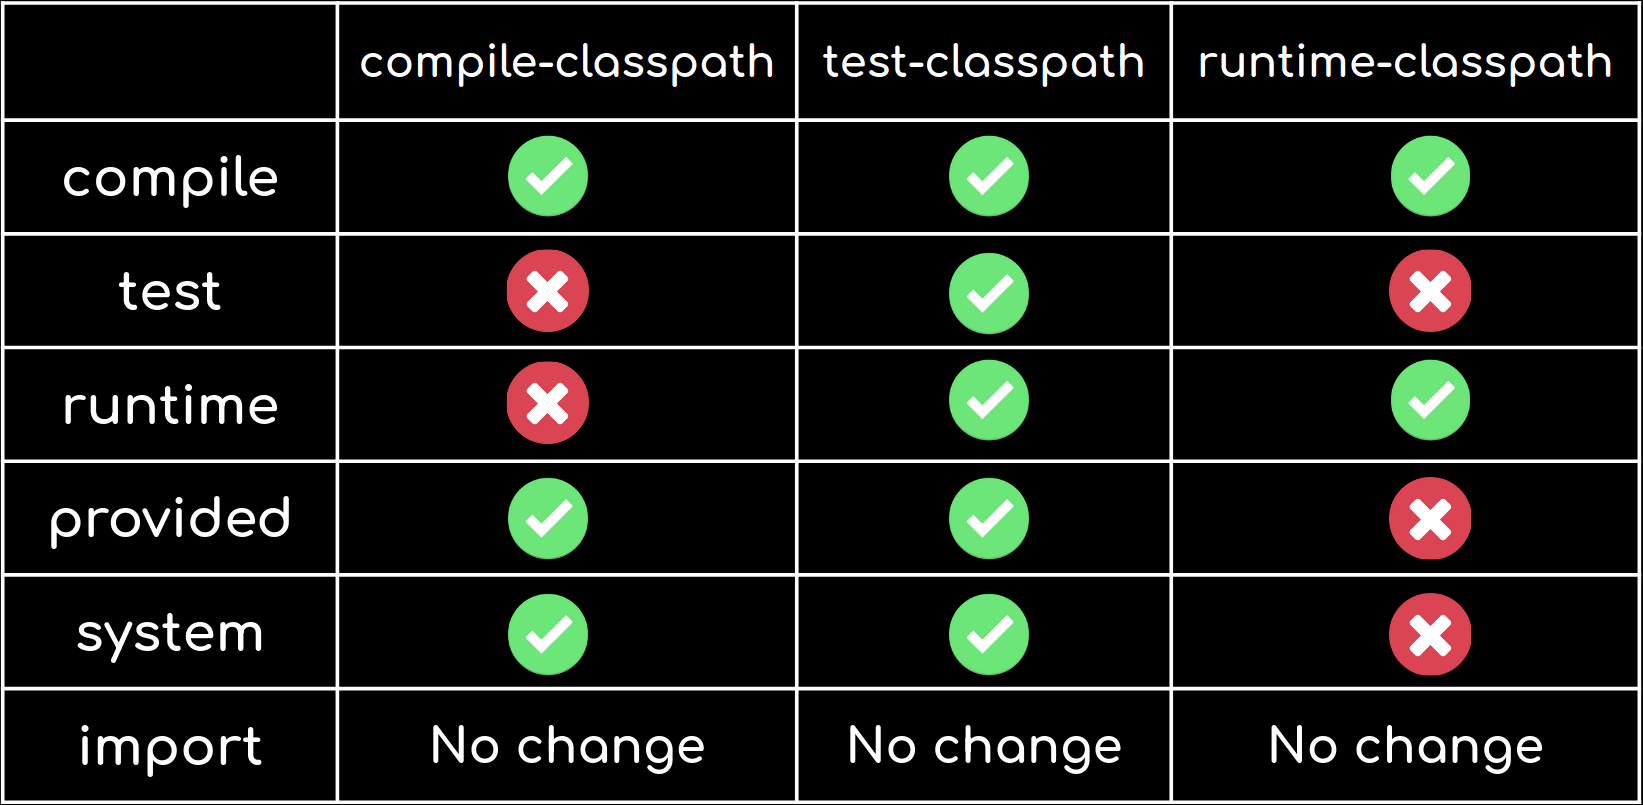 compile-classpath test-classpath runtime-classpath
compile
test
runtime
provided
system
import No change No change No change